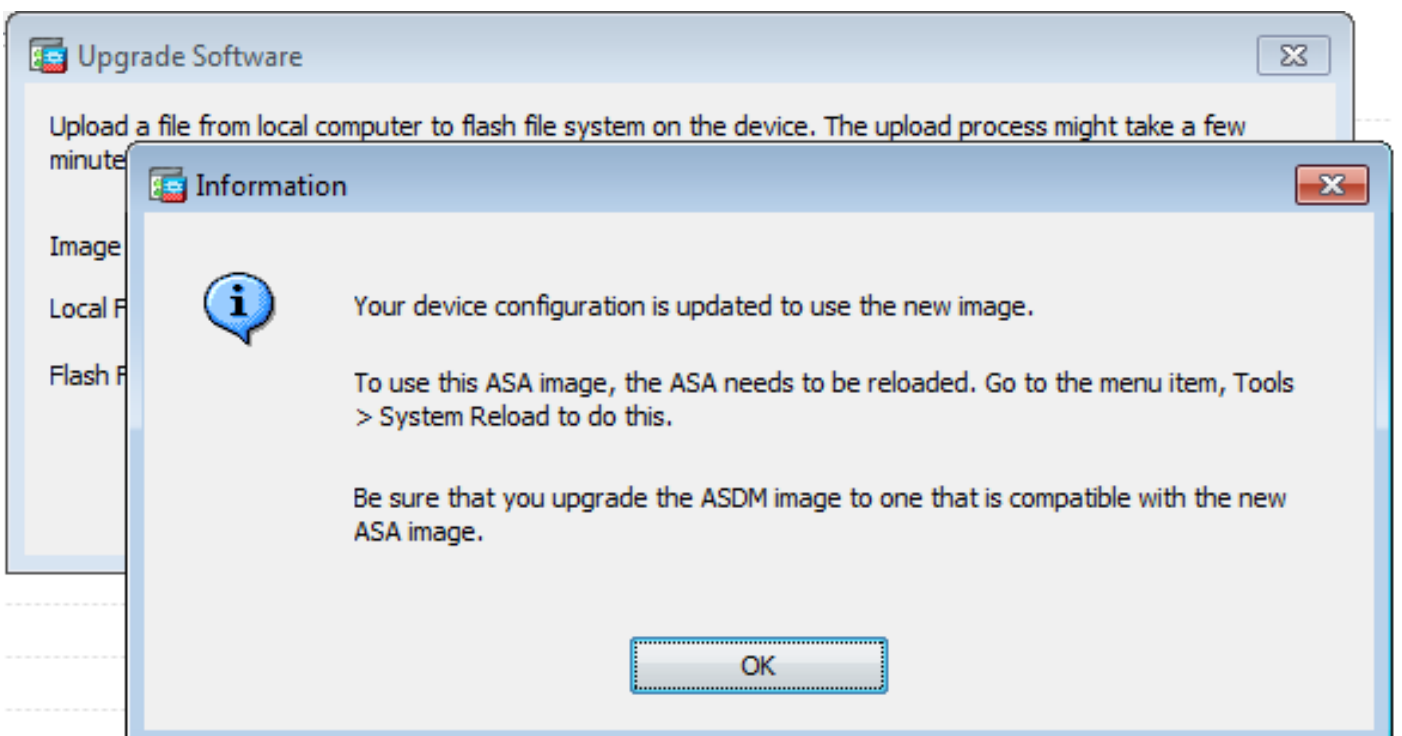 Upgrade Software
Upload a file from local computer to flash file system on the device. The upload process might take a few
minute
Information
Image
Local F
Flash F
Your device configuration is updated to use the new image.
To use this ASA image, the ASA needs to be reloaded. Go to the menu item, Tools
> System Reload to do this.
Be sure that you upgrade the ASDM image to one that is compatible with the new
ASA image.
OK